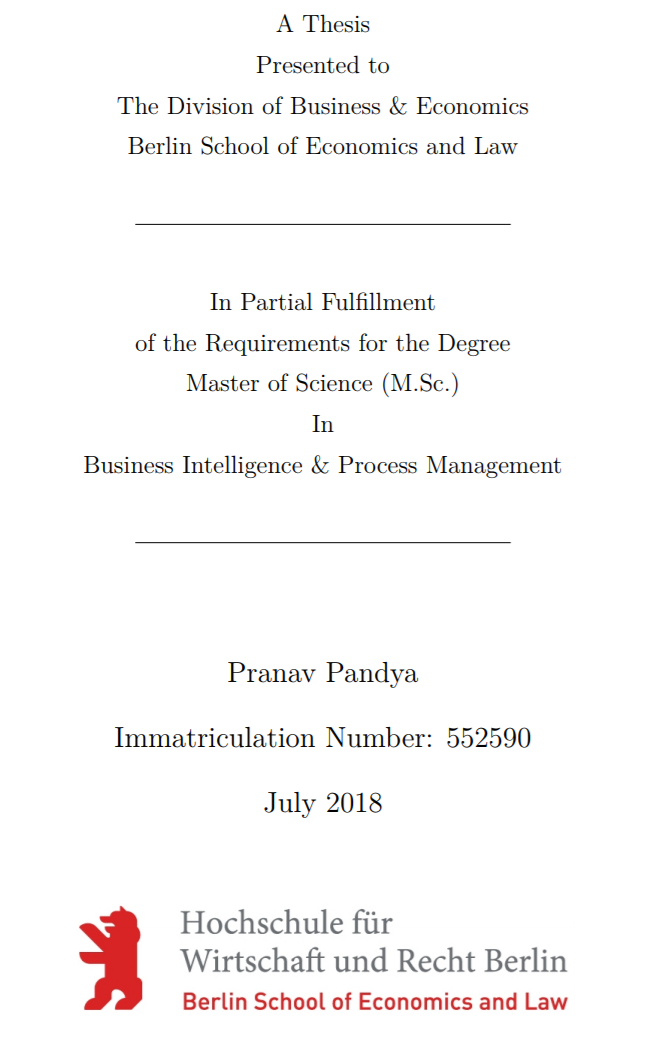 A Thesis
Presented to
The Division of Business & Economics
Berlin School of Economics and Law
In Partial Fulfillment
of the Requirements for the Degree
Master of Science (M.Sc.)
In
Business Intelligence & Process Management
Pranav Pandya
Immatriculation Number: 552590
July 2018
Hochschule für
Wirtschaft und Recht Berlin
Berlin School of Economics and Law